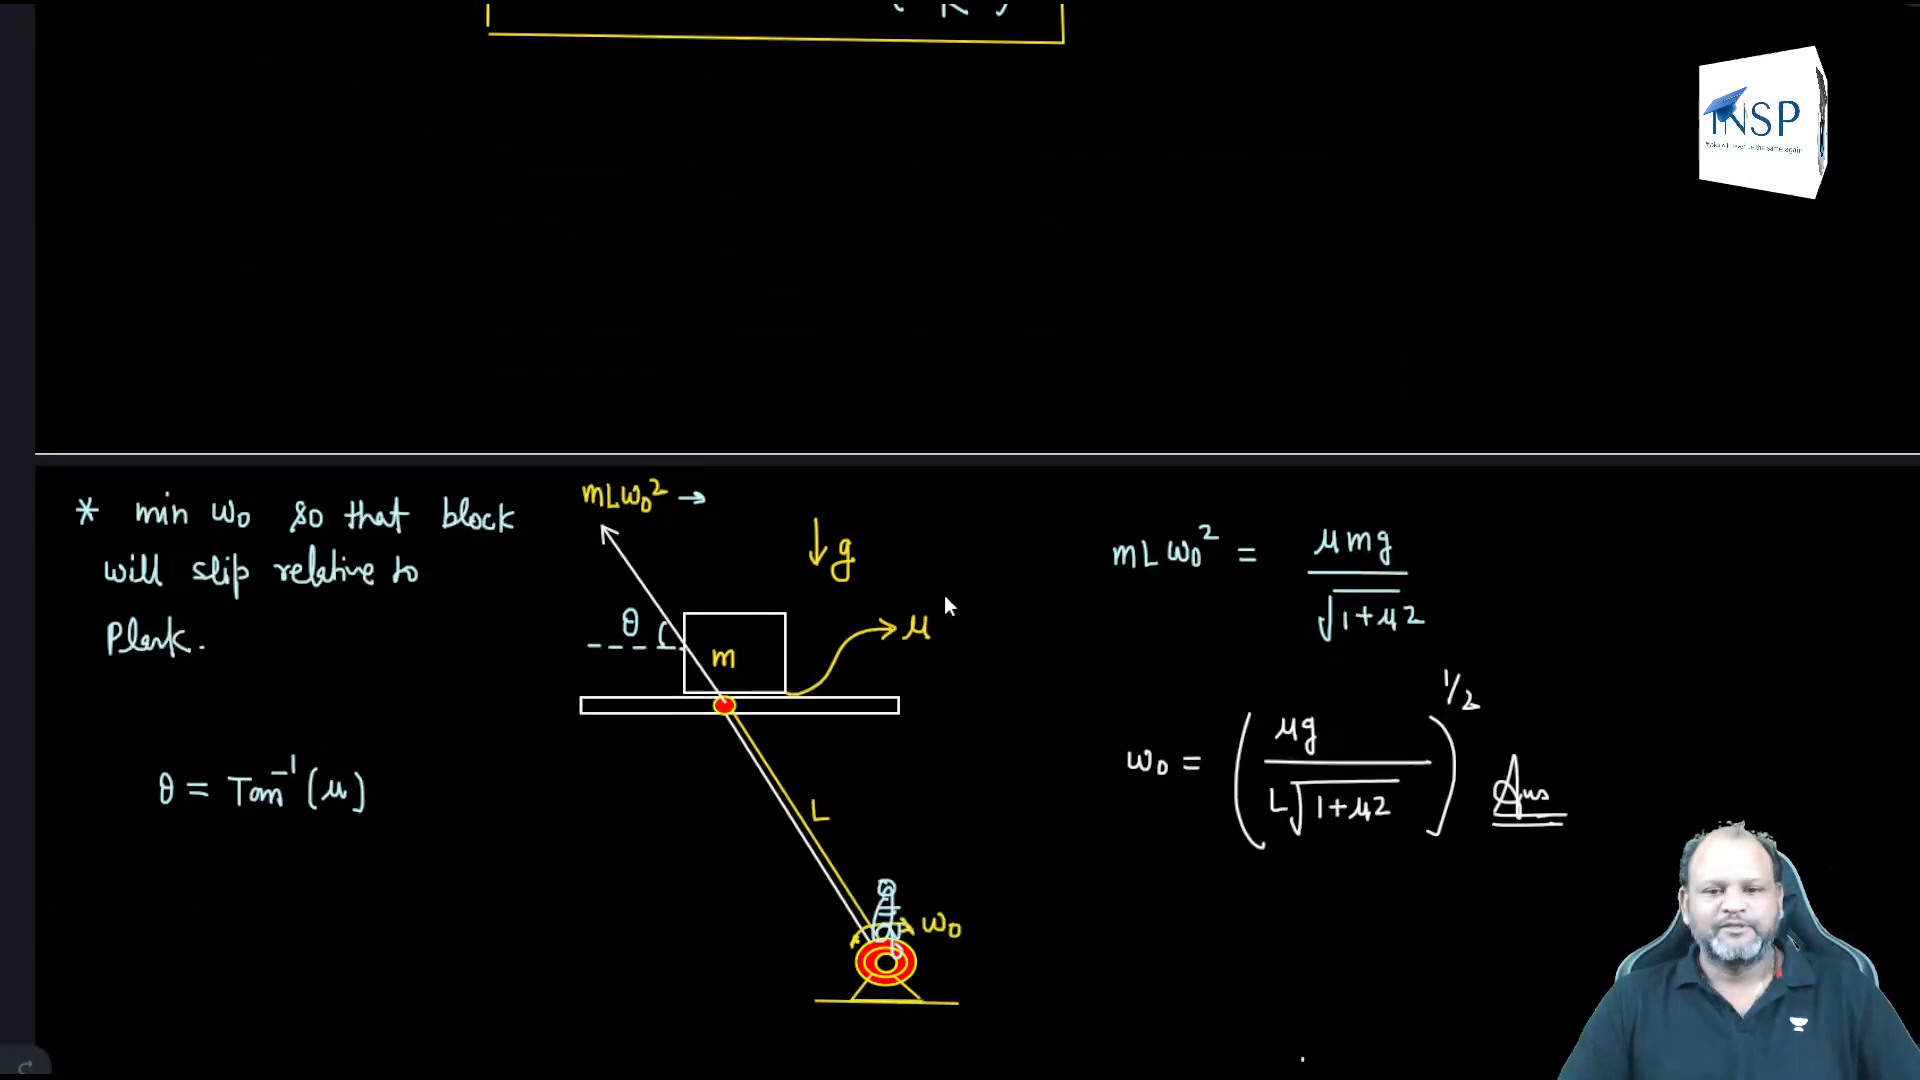 INSP
* min ω₀ so that block
will slip relative to
Plank.
θ = Tan⁻¹(μ)
mLω₀² →
↓g
θ
m
μ
L
ω₀
mLω₀² = μmg / √1+μ2
ω₀ = (μg / L√1+μ2)^1/2 Ans